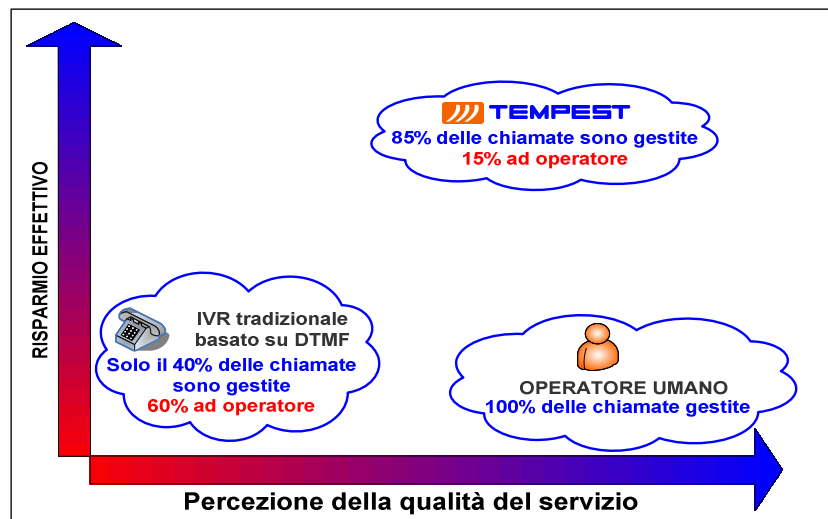 TEMPEST
85% delle chiamate sono gestite
15% ad operatore
RISPARMIO EFFETTIVO
IVR tradizionale
basato su DTMF
Solo il 40% delle chiamate
sono gestite
60% ad operatore
OPERATORE UMANO
100% delle chiamate gestite
Percezione della qualità del servizio